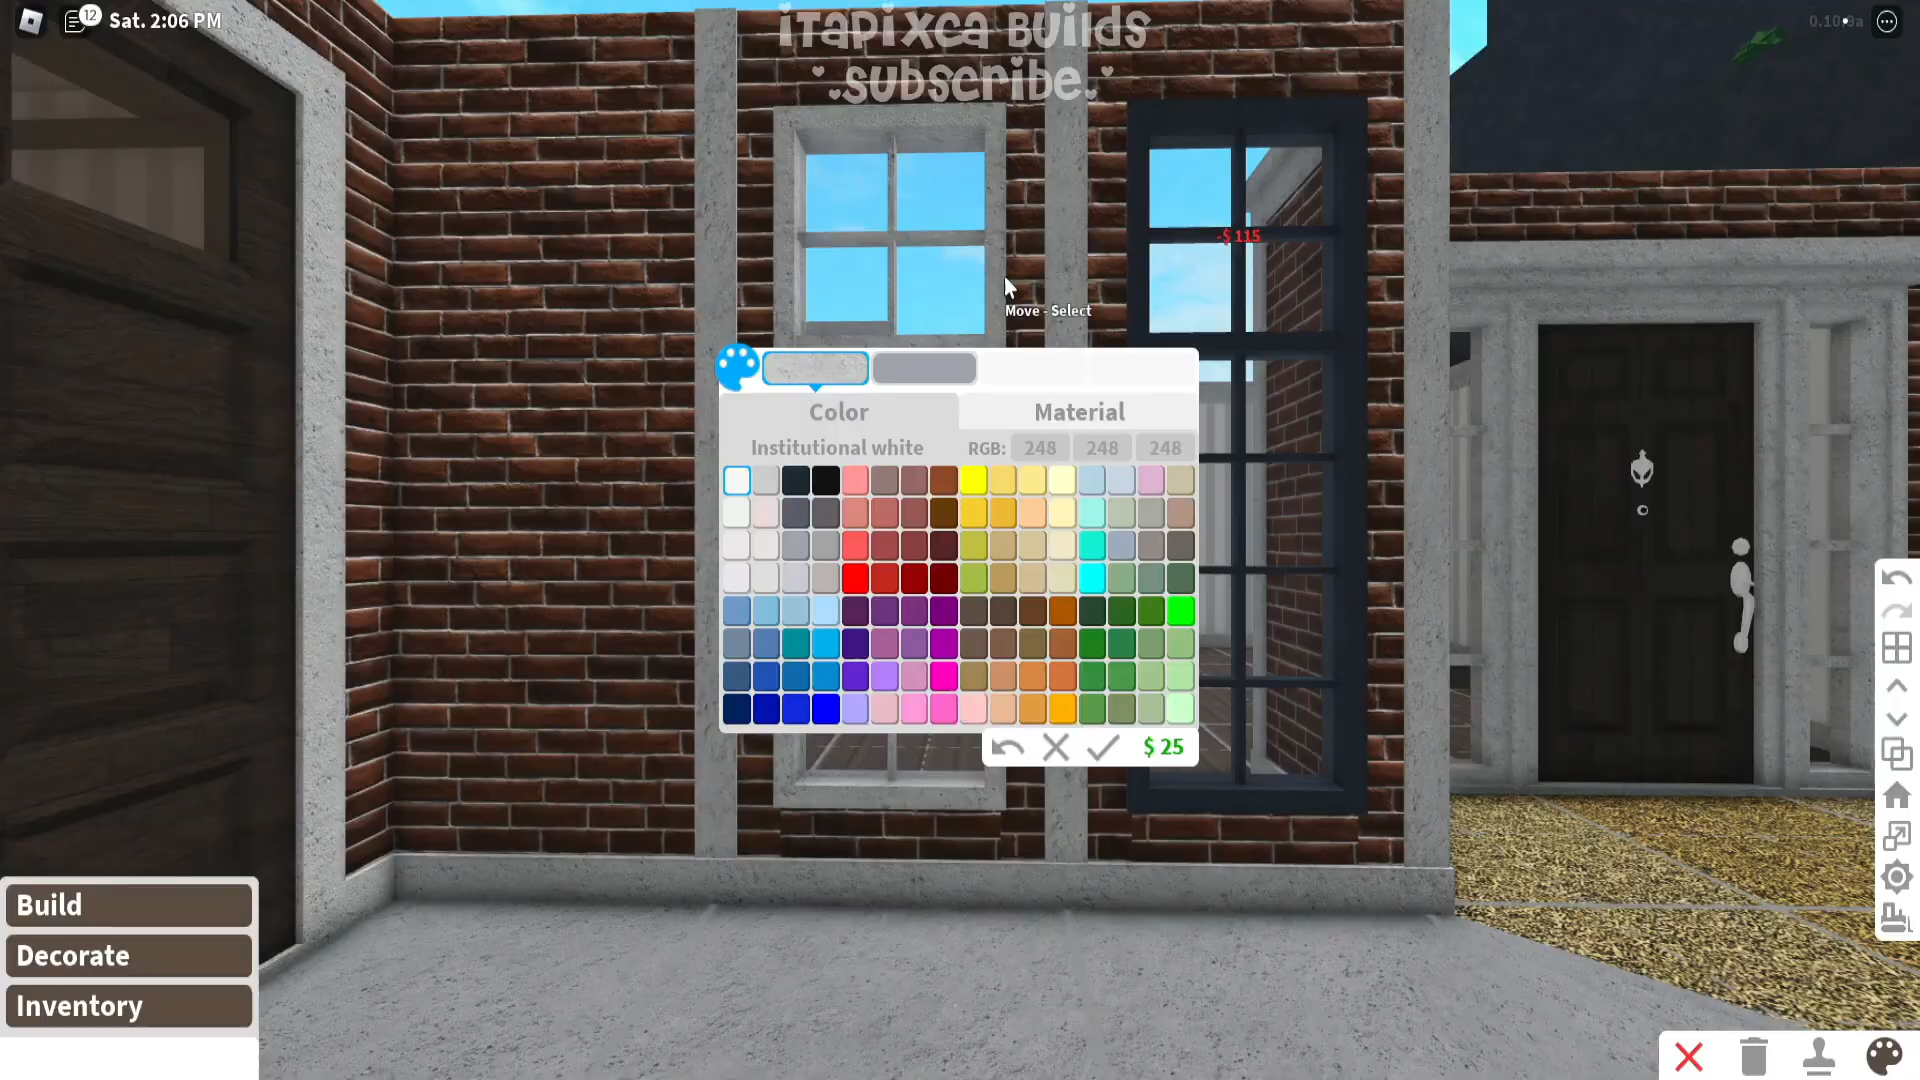 12
Sat. 2:06 PM
iTapixca Builds
subscribe.
-$ 115
Move - Select
Color
Material
Institutional white
RGB: 248 248 248
$ 25
Build
Decorate
Inventory